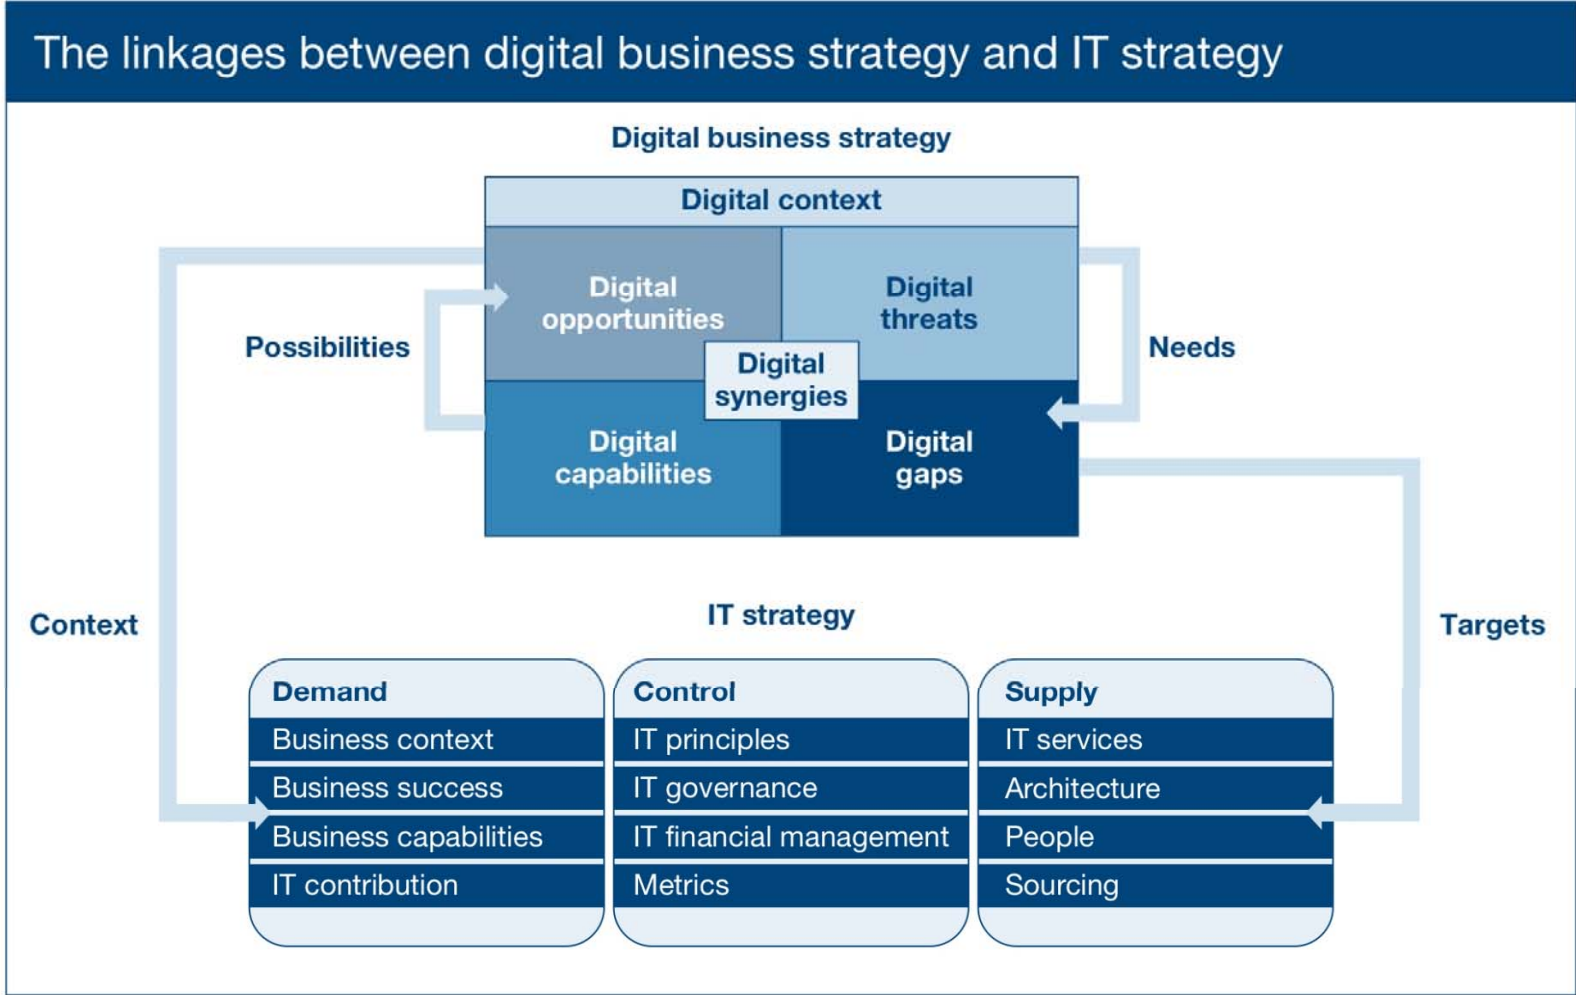 The linkages between digital business strategy and IT strategy
Digital business strategy
Digital context
Digital
opportunities
Digital
threats
Possibilities
Digital
synergies
Needs
Digital
capabilities
Digital
gaps
Context
IT strategy
Targets
Demand
Business context
Business success
Business capabilities
IT contribution
Control
IT principles
IT governance
IT financial management
Metrics
Supply
IT services
Architecture
People
Sourcing